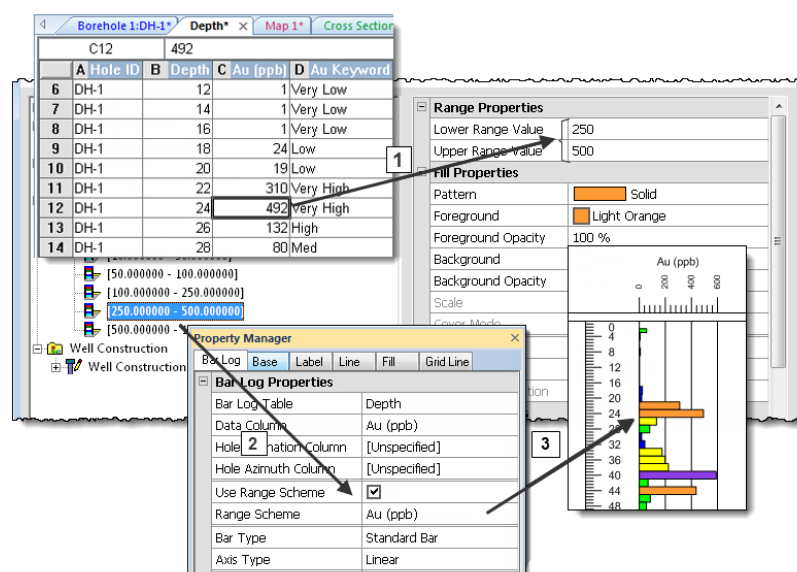 Borehole 1:DH-1* Depth* × Map 1* Cross Section
C12 492
A Hole ID B Depth C Au (ppb) D Au Keyword
6 DH-1 12 1 Very Low
7 DH-1 14 1 Very Low
8 DH-1 16 1 Very Low
9 DH-1 18 24 Low
10 DH-1 20 19 Low
11 DH-1 22 310 Very High
12 DH-1 24 492 Very High
13 DH-1 26 132 High
14 DH-1 28 80 Med
[50.000000 - 100.000000]
[100.000000 - 250.000000]
[250.000000 - 500.000000]
[500.000000 -
Well Construction
Well Construction
1
Range Properties
Lower Range Value 250
Upper Range Value 500
Fill Properties
Pattern Solid
Foreground Light Orange
Foreground Opacity 100 %
Background
Background Opacity
Scale
Cover Mode
Property Manager ×
Bar Log Base Label Line Fill Grid Line
Bar Log Properties
Bar Log Table Depth
Data Column Au (ppb)
2
Column [Unspecified]
Hole Azimuth Column [Unspecified]
Use Range Scheme
Range Scheme Au (ppb)
Bar Type Standard Bar
Axis Type Linear
3
Au (ppb)
0 200 400 600
0
4
8
12
16
20
24
28
32
36
40
44
48